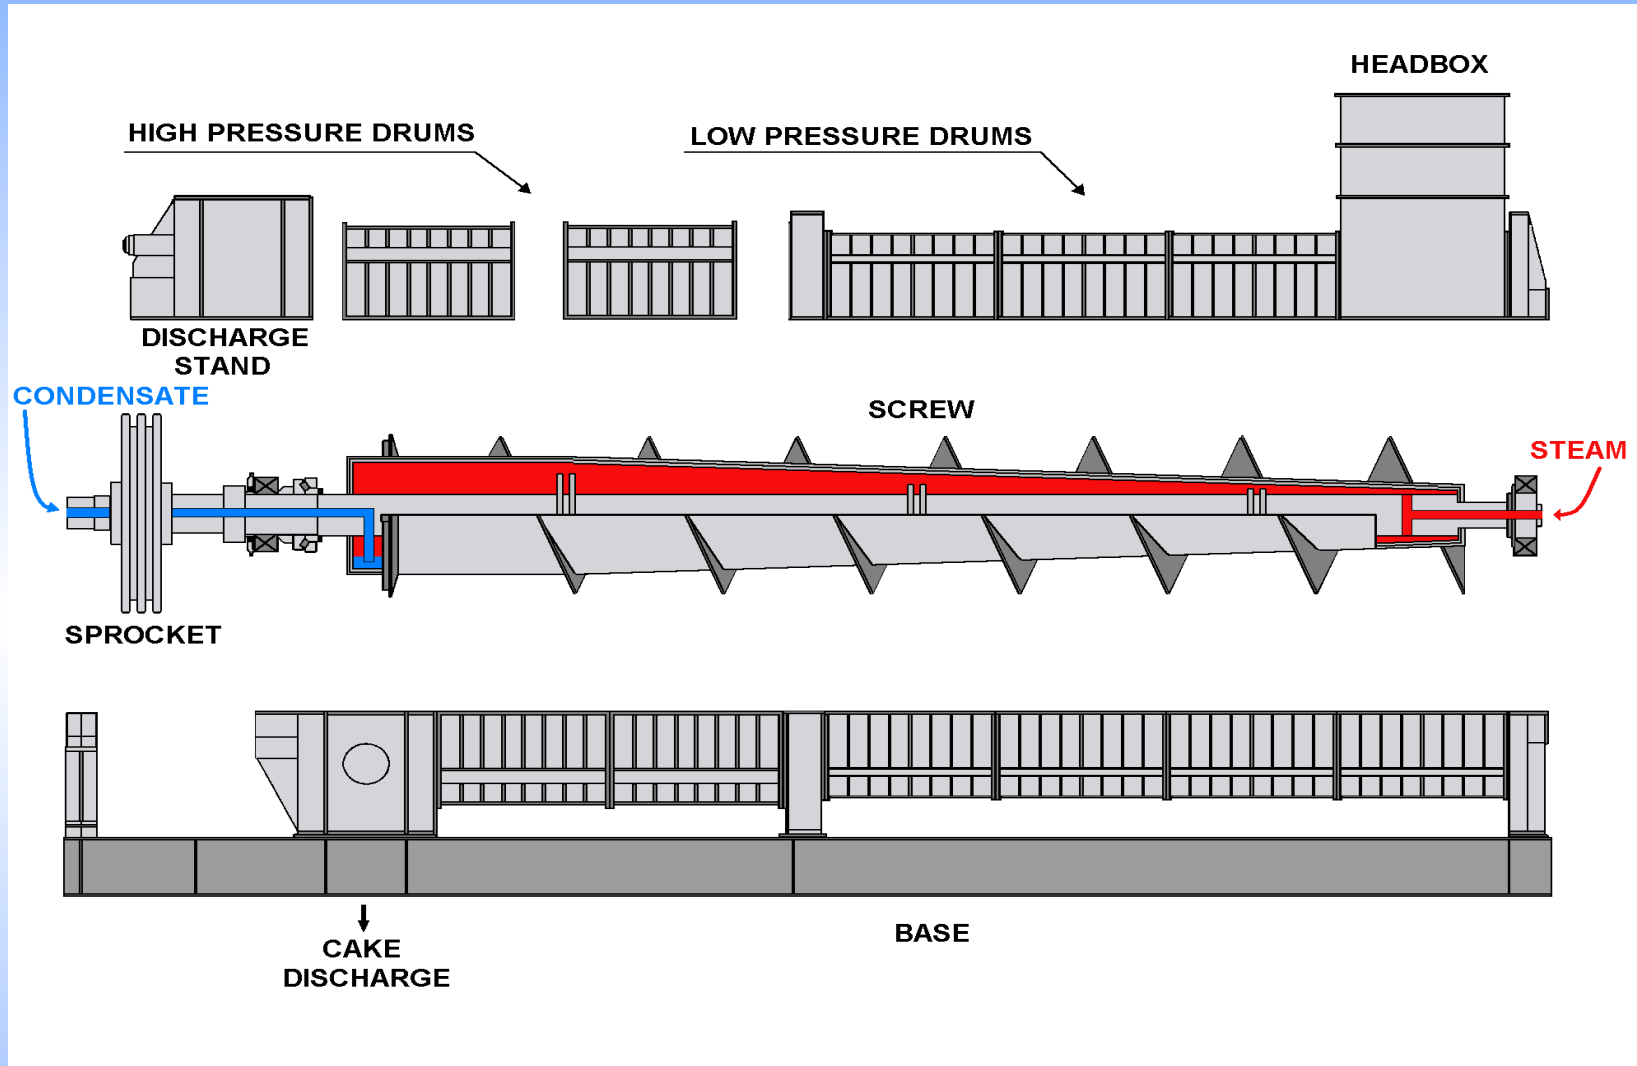 HEADBOX
HIGH PRESSURE DRUMS
LOW PRESSURE DRUMS
DISCHARGE
STAND
CONDENSATE
SCREW
STEAM
SPROCKET
BASE
CAKE
DISCHARGE